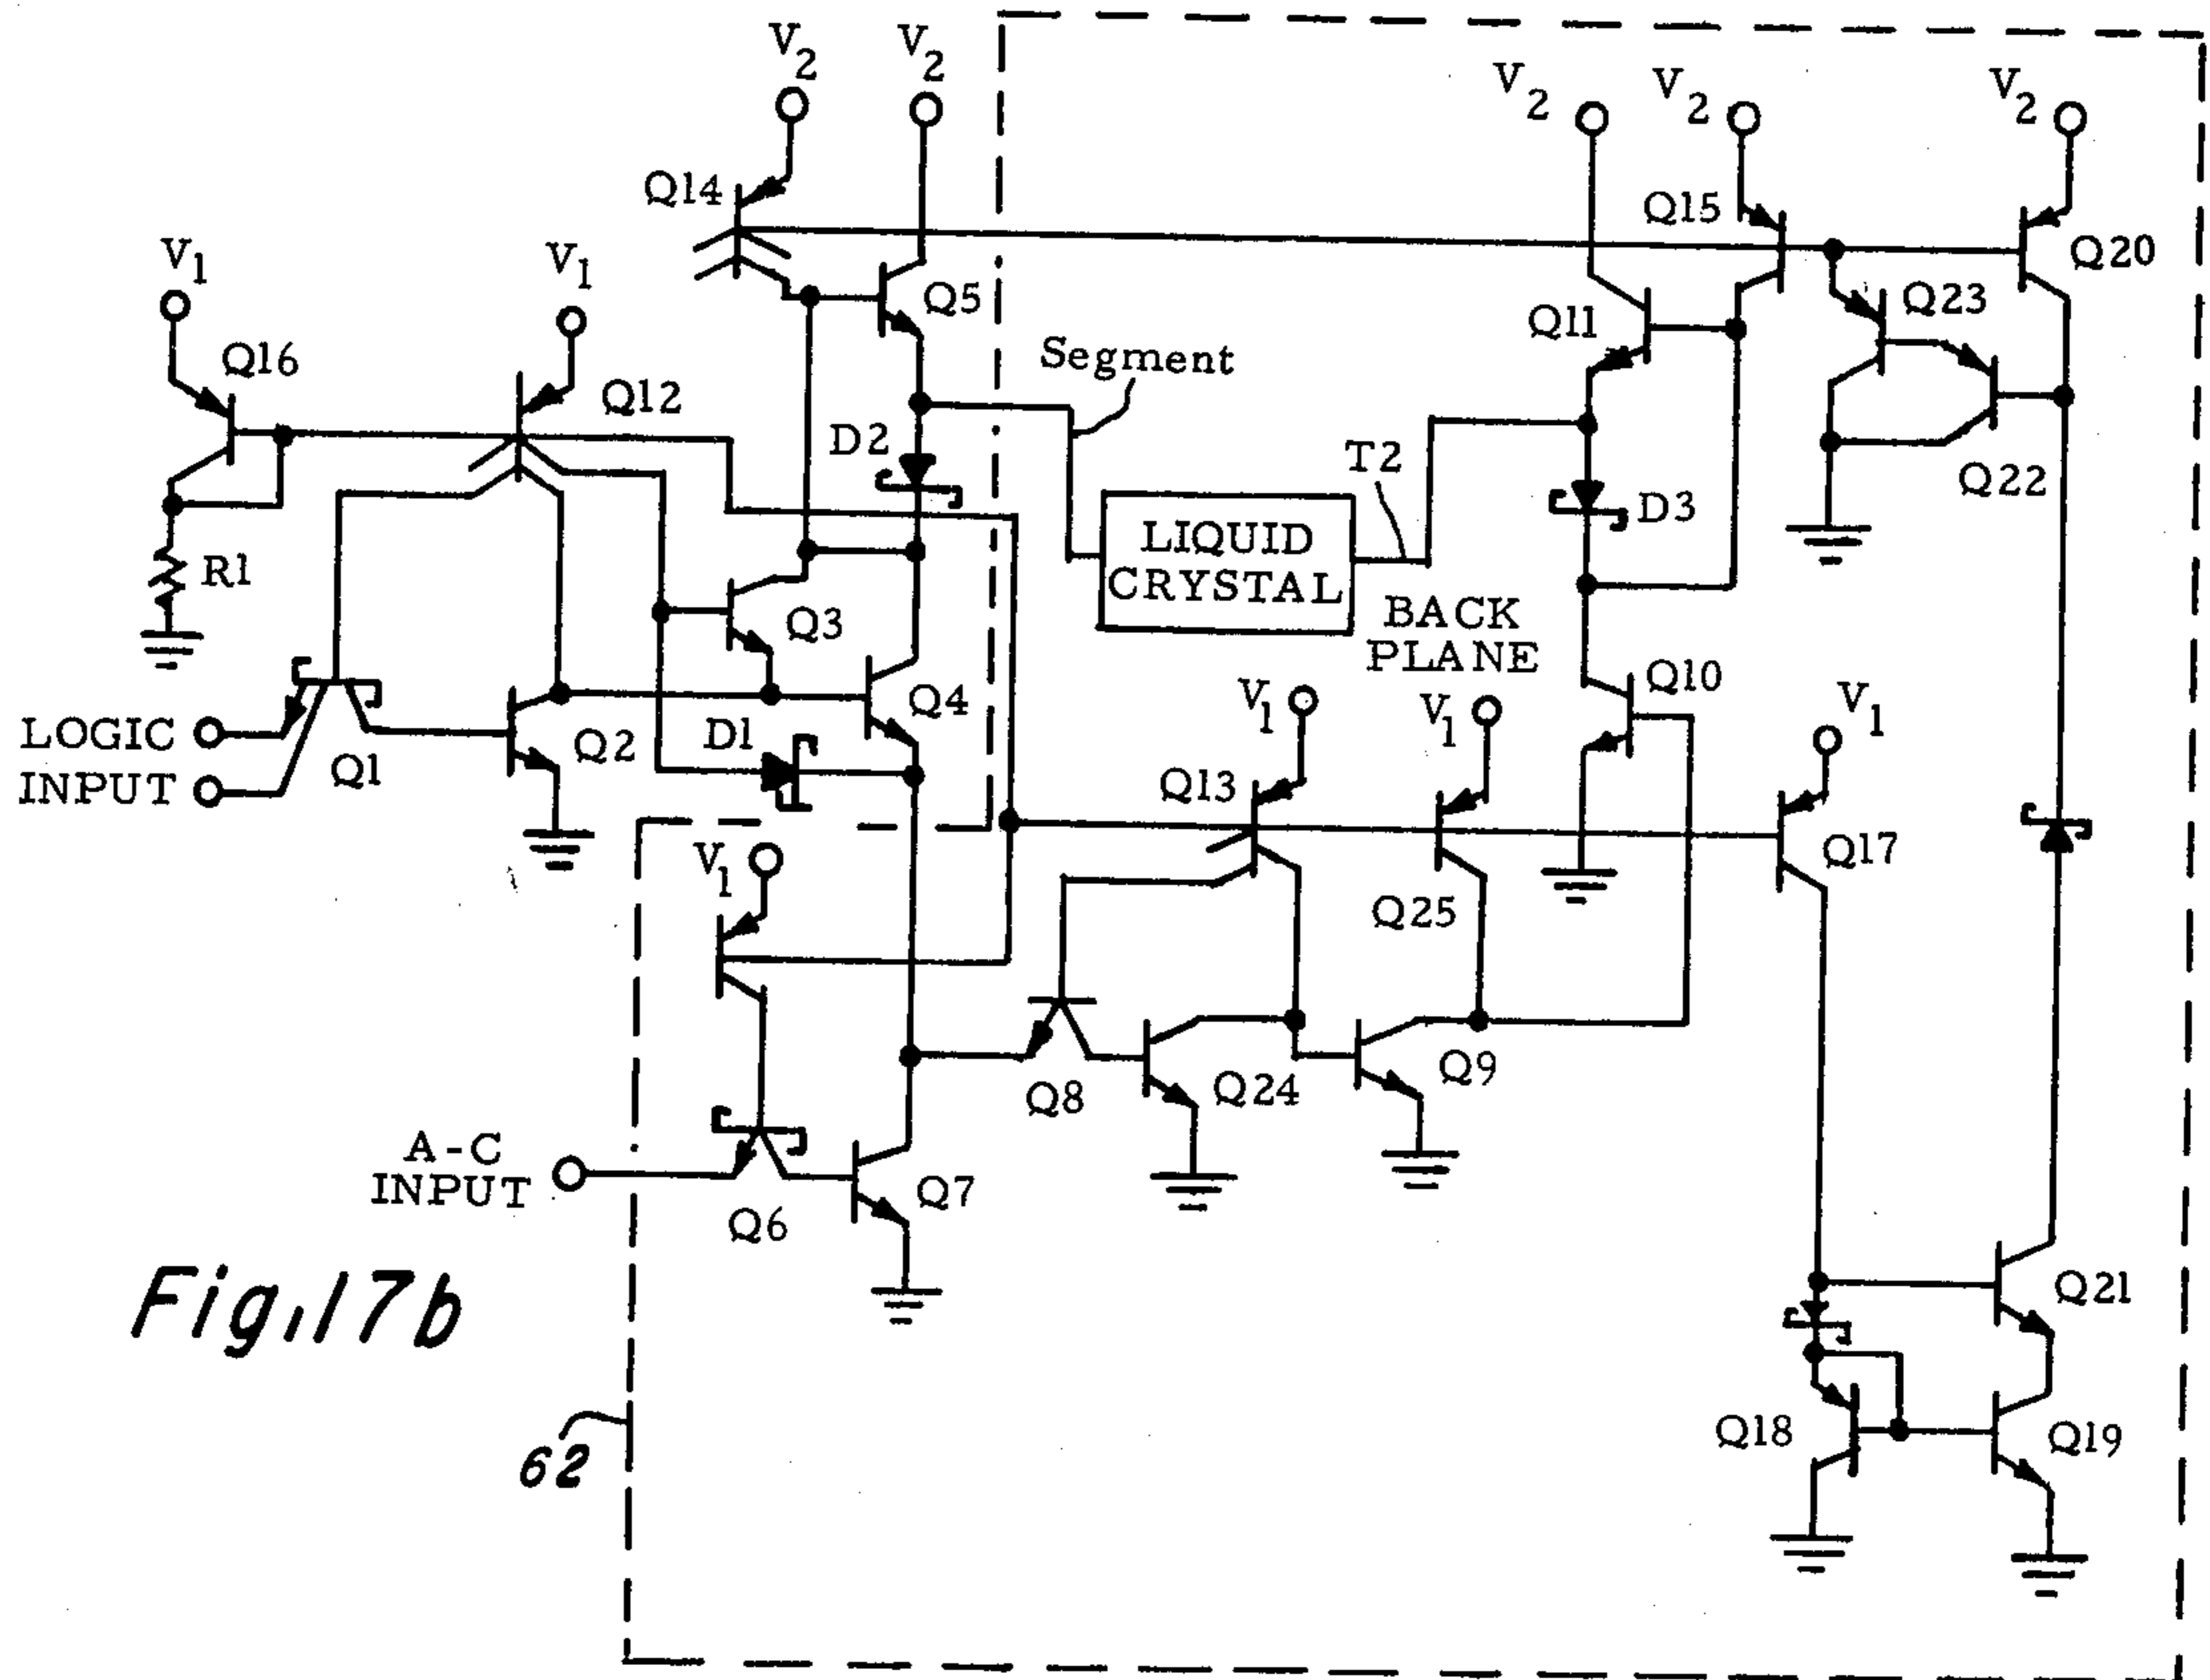 V2
V2
V2
V2
V2
Q14
Q15
V1
V1
Q5
Q20
Q16
Q23
Q11
Segment
Q12
D2
T2
Q22
D3
R1
LIQUID
CRYSTAL
Q3
BACK
PLANE
Q4
Q10
V1
V1
V1
LOGIC
INPUT
Q1
Q2
D1
Q13
V1
Q25
Q17
Q8
Q24
Q9
A-C
INPUT
Q6
Q7
Q21
Fig. 17b
Q18
Q19
62